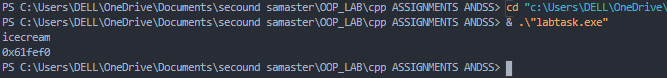 PS C:\Users\DELL\OneDrive\Documents\secound samaster\OOP_LAB\cpp ASSIGNMENTS ANDSS> cd "c:\Users\DELL\OneDrive\
PS C:\Users\DELL\OneDrive\Documents\secound samaster\OOP_LAB\cpp ASSIGNMENTS ANDSS> & .\"labtask.exe"
icecream
0x61fef0
PS C:\Users\DELL\OneDrive\Documents\secound samaster\OOP_LAB\cpp ASSIGNMENTS ANDSS>